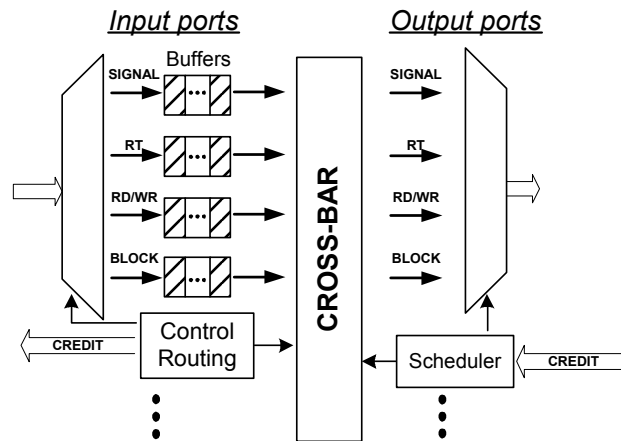 Input ports
Output ports
Buffers
SIGNAL
SIGNAL
RT
RT
RD/WR
RD/WR
BLOCK
BLOCK
CROSS-BAR
Control
Routing
CREDIT
Scheduler
CREDIT